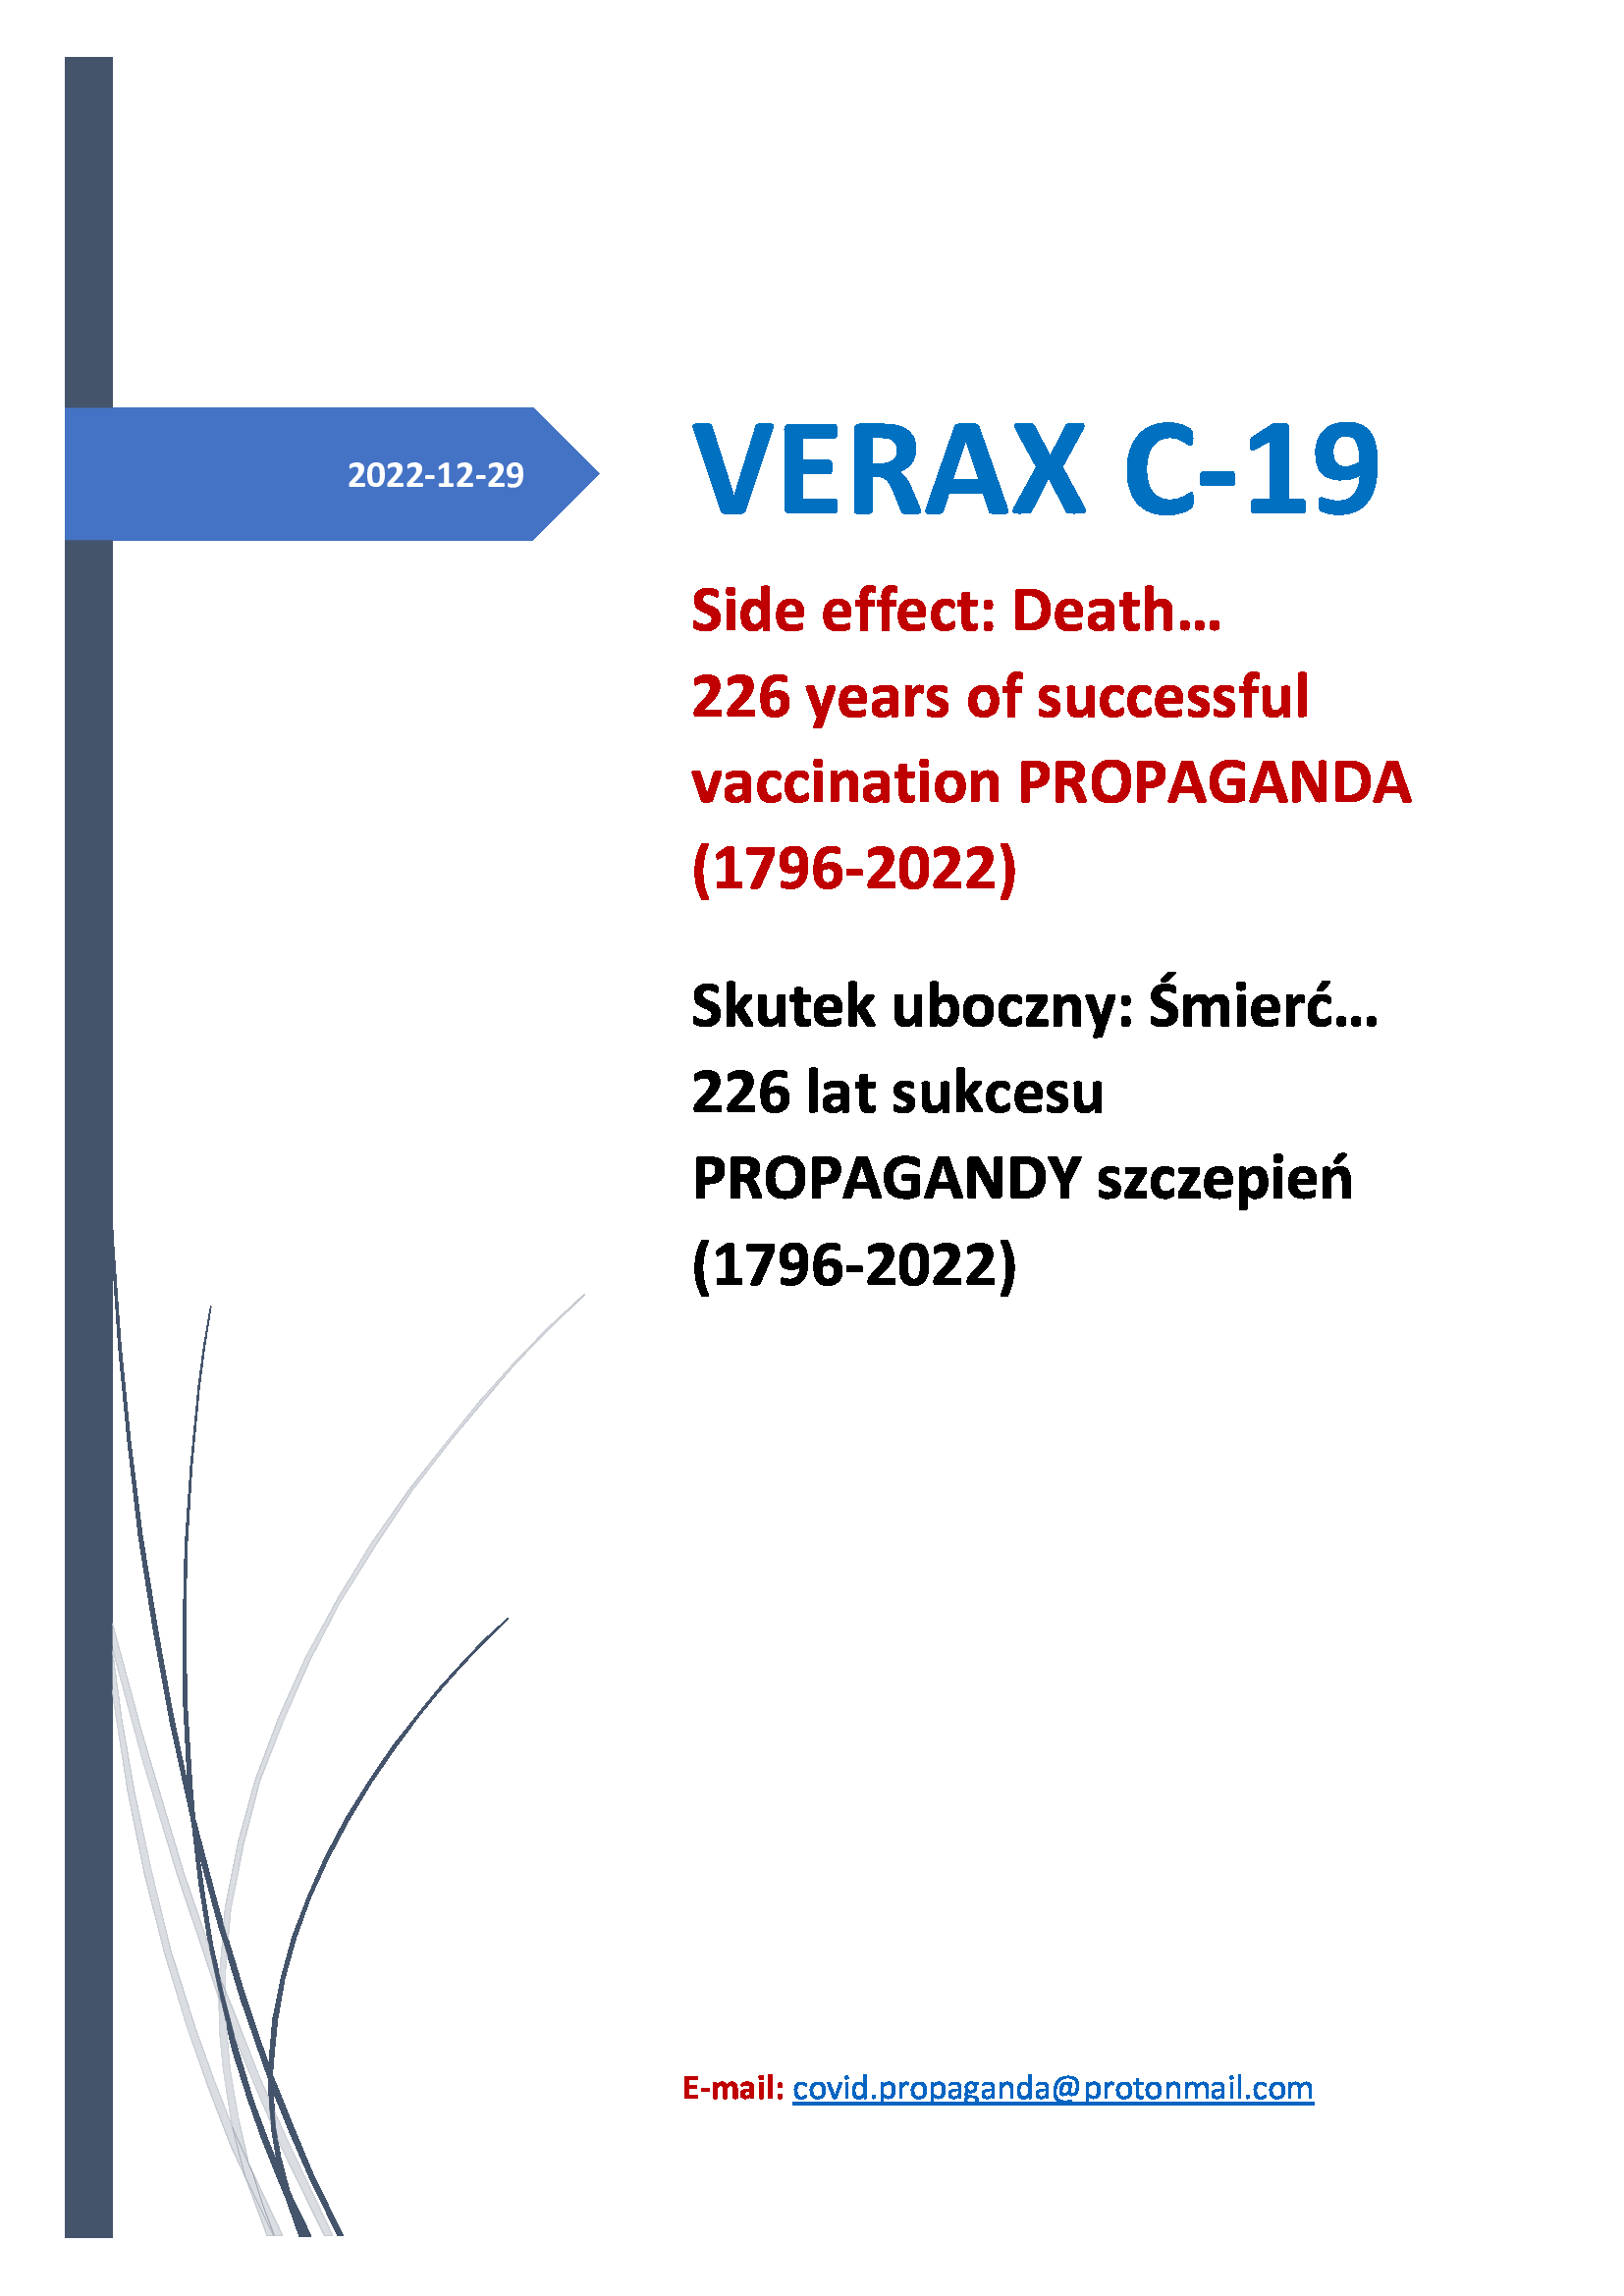 2022-12-29
VERAX C-19
Side effect: Death...
226 years of successful
vaccination PROPAGANDA
(1796-2022)
Skutek uboczny: Śmierć...
226 lat sukcesu
PROPAGANDY szczepień
(1796-2022)
E-mail: covid.propaganda@protonmail.com